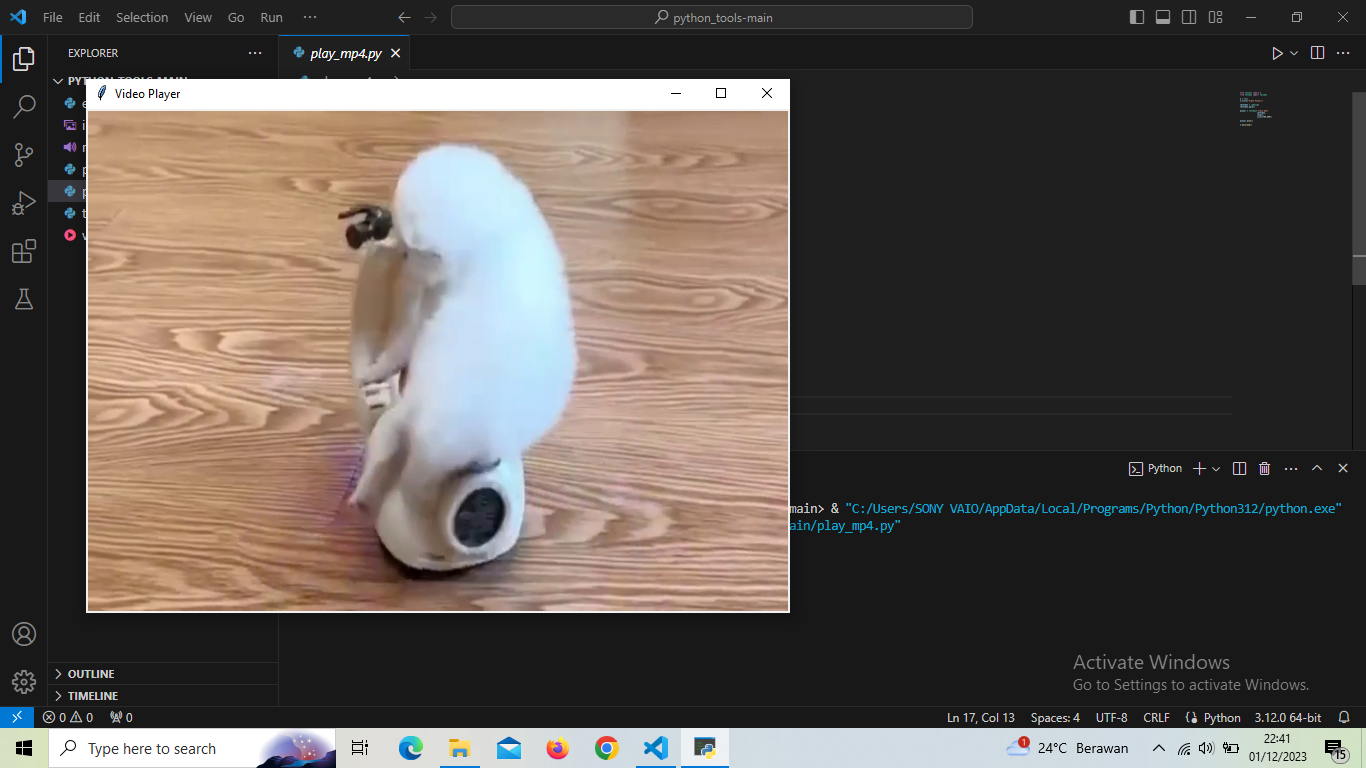 File Edit Selection View Go Run ···
python_tools-main
EXPLORER ···
play_mp4.py
Video Player
Python
main> & "C:/Users/SONY VAIO/AppData/Local/Programs/Python/Python312/python.exe"
ain/play_mp4.py"
Activate Windows
Go to Settings to activate Windows.
OUTLINE
TIMELINE
0 0 0
Ln 17, Col 13 Spaces: 4 UTF-8 CRLF Python 3.12.0 64-bit
Type here to search
1 24°C Berawan
22:41
01/12/2023
15